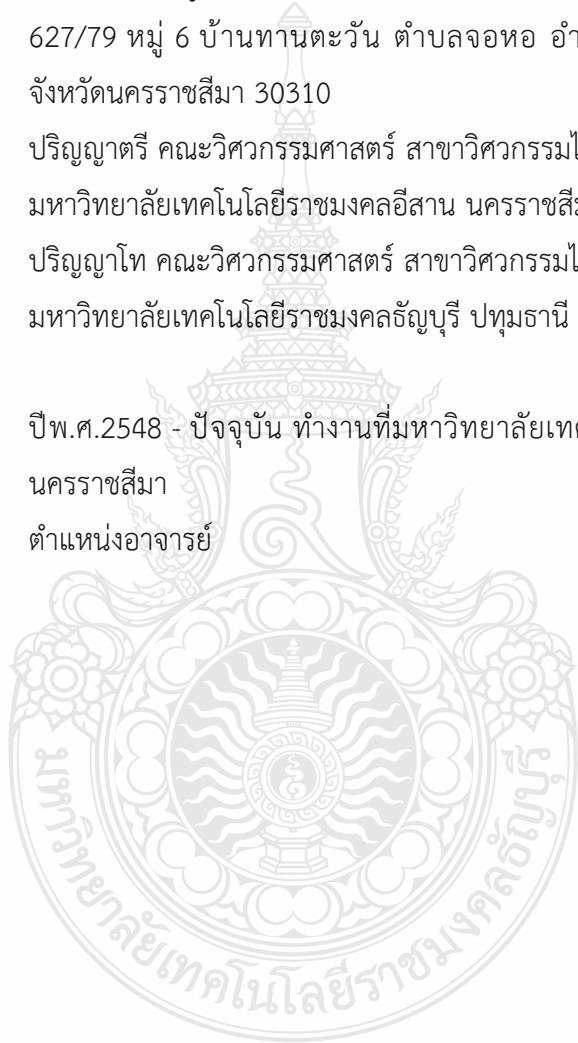 627/79 หมู่ 6 บ้านทานตะวัน ตำบลจอหอ อำ
จังหวัดนครราชสีมา 30310
ปริญญาตรี คณะวิศวกรรมศาสตร์ สาขาวิศวกรรมไ
มหาวิทยาลัยเทคโนโลยีราชมงคลอีสาน นครราชสีม
ปริญญาโท คณะวิศวกรรมศาสตร์ สาขาวิศวกรรมไ
มหาวิทยาลัยเทคโนโลยีราชมงคลธัญบุรี ปทุมธานี
ปีพ.ศ.2548 - ปัจจุบัน ทำงานที่มหาวิทยาลัยเทค
นครราชสีมา
ตำแหน่งอาจารย์
มหาวิทยาลัยเทคโนโลยีราชมงคลธัญบุรี